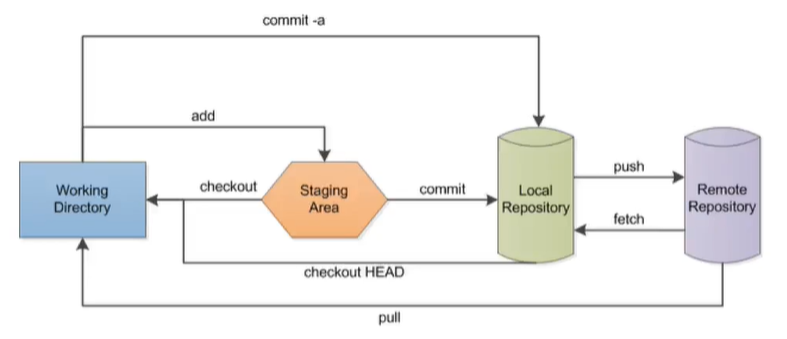 commit -a
add
Working
Directory
checkout
Staging
Area
commit
Local
Repository
push
fetch
Remote
Repository
checkout HEAD
pull